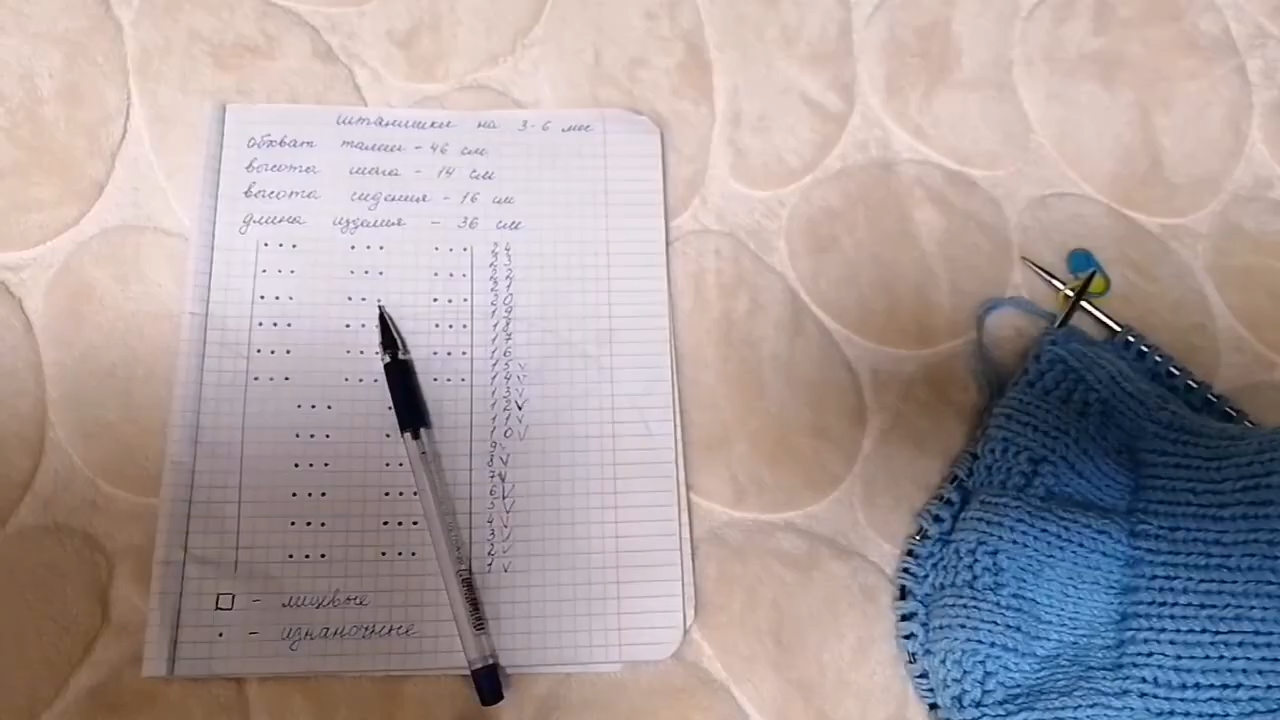 штанишки на 3-6 мес
обхват талии - 46 см
высота шага - 14 см
высота сидения - 16 см
длина изделия - 36 см
24
23
22
21
20
19
18
17
16
15 v
14 v
13 v
12 v
11 v
10 v
9 v
8 v
7 v
6 v
5 v
4 v
3 v
2 v
1 v
□ - лицевые
. - изнаночные